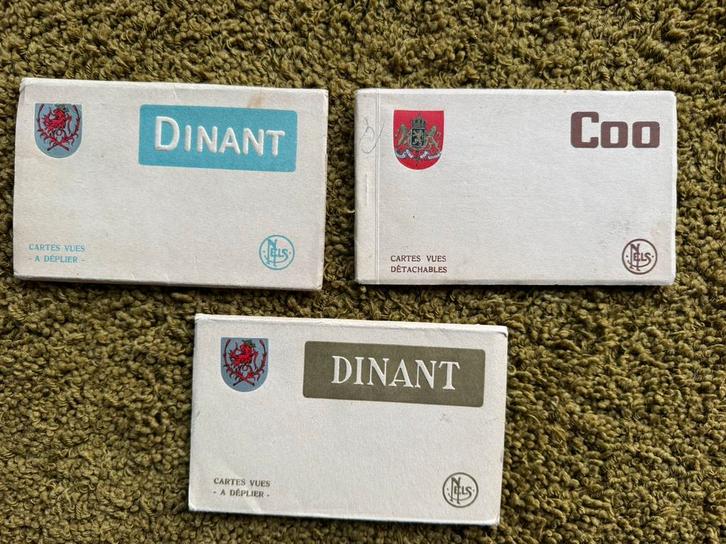 DINANT
CARTES VUES
- A DÉPLIER -
NELS
COO
CARTES VUES
DÉTACHABLES
NELS
DINANT
CARTES VUES
- A DÉPLIER -
NELS